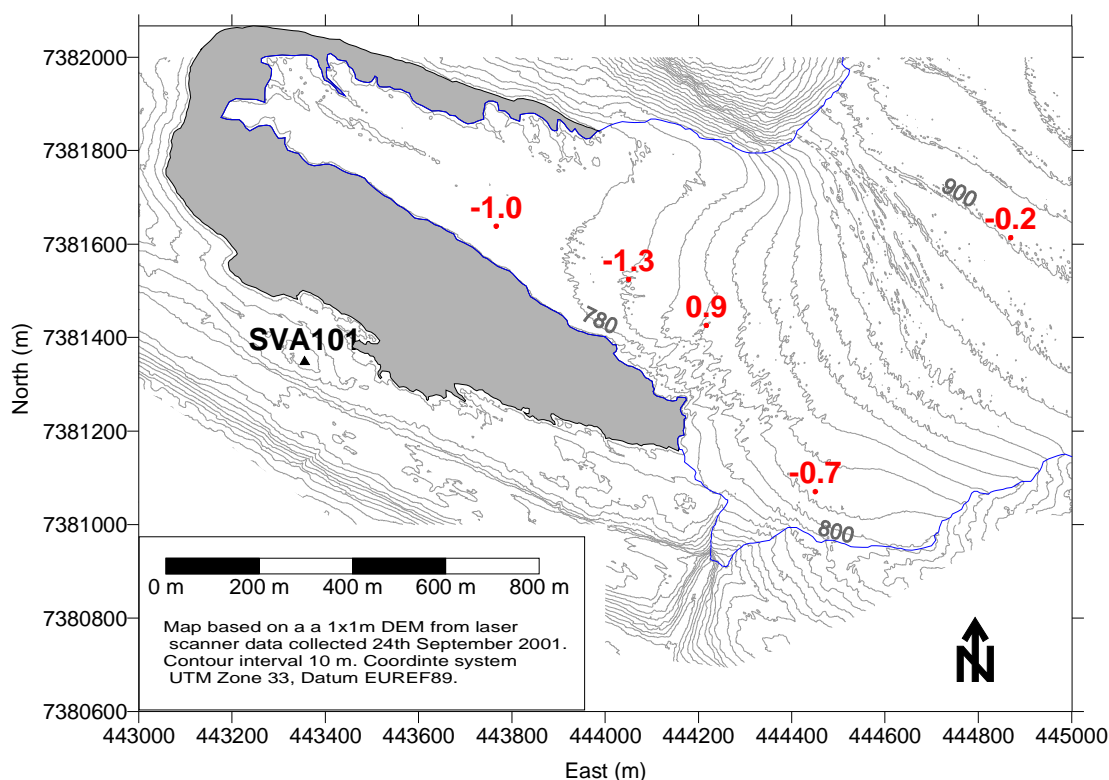 7382000
7381800
7381600
7381400
7381200
7381000
7380800
7380600
North (m)
900
-1.0
-0.2
-1.3
0.9
780
SVA101
-0.7
800
0 m 200 m 400 m 600 m 800 m
Map based on a a 1x1m DEM from laser
scanner data collected 24th September 2001.
Contour interval 10 m. Coordinte system
UTM Zone 33, Datum EUREF89.
N
443000 443200 443400 443600 443800 444000 444200 444400 444600 444800 445000
East (m)